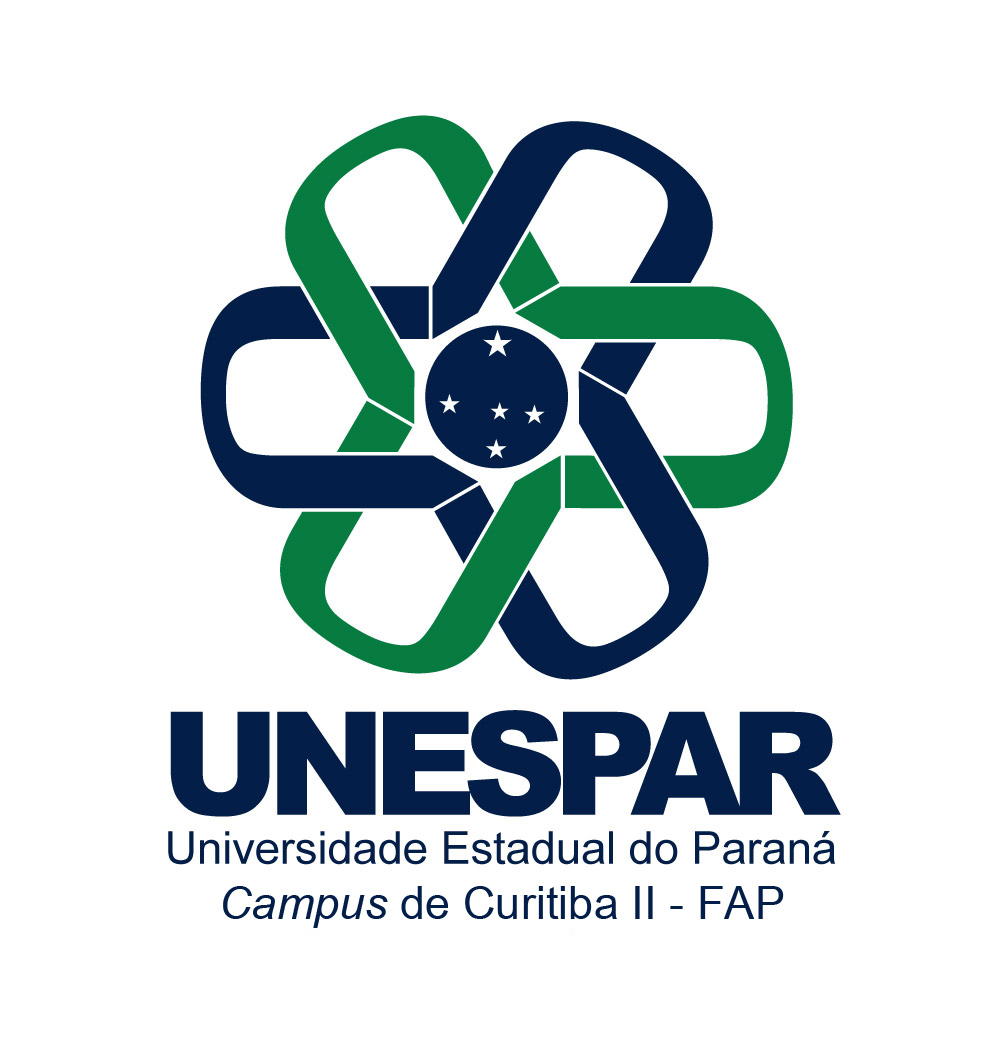 UNESPAR
Universidade Estadual do Paraná
Campus de Curitiba II - FAP